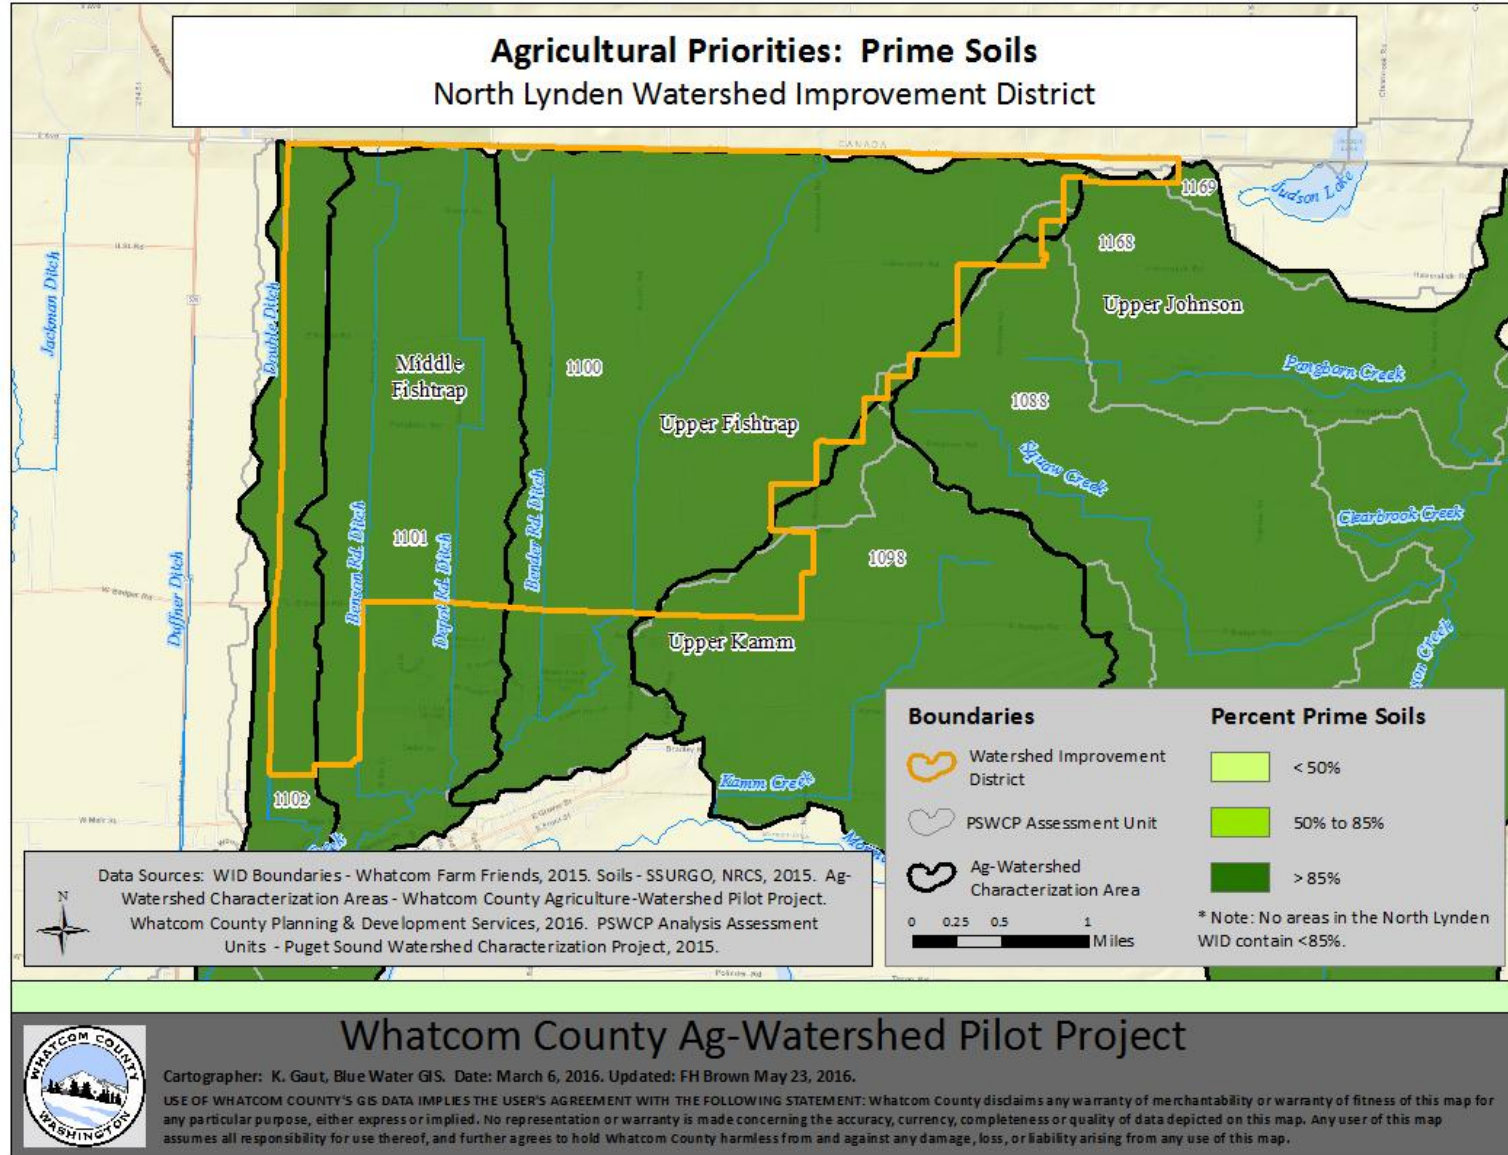 Agricultural Priorities: Prime Soils
North Lynden Watershed Improvement District
CANADA
Judson Lake
1169
1168
Upper Johnson
Jackman Ditch
Double Ditch
Middle
Fishtrap
1100
Upper Fishtrap
1088
Pangborn Creek
Squaw Creek
Clearbrook Creek
Benson Rd. Ditch
1101
Depot Rd. Ditch
Bender Rd. Ditch
1098
Duffner Ditch
W Badger Rd
Upper Kamm
Kamm Creek
1102
Boundaries
Watershed Improvement
District
PSWCP Assessment Unit
Ag-Watershed
Characterization Area
0 0.25 0.5 1
Miles
Percent Prime Soils
< 50%
50% to 85%
> 85%
* Note: No areas in the North Lynden
WID contain <85%.
N
Data Sources: WID Boundaries - Whatcom Farm Friends, 2015. Soils - SSURGO, NRCS, 2015. Ag-
Watershed Characterization Areas - Whatcom County Agriculture-Watershed Pilot Project.
Whatcom County Planning & Development Services, 2016. PSWCP Analysis Assessment
Units - Puget Sound Watershed Characterization Project, 2015.
WHATCOM COUNTY
WASHINGTON
Whatcom County Ag-Watershed Pilot Project
Cartographer: K. Gaut, Blue Water GIS. Date: March 6, 2016. Updated: FH Brown May 23, 2016.
USE OF WHATCOM COUNTY'S GIS DATA IMPLIES THE USER'S AGREEMENT WITH THE FOLLOWING STATEMENT: Whatcom County disclaims any warranty of merchantability or warranty of fitness of this map for
any particular purpose, either express or implied. No representation or warranty is made concerning the accuracy, currency, completeness or quality of data depicted on this map. Any user of this map
assumes all responsibility for use thereof, and further agrees to hold Whatcom County harmless from and against any damage, loss, or liability arising from any use of this map.